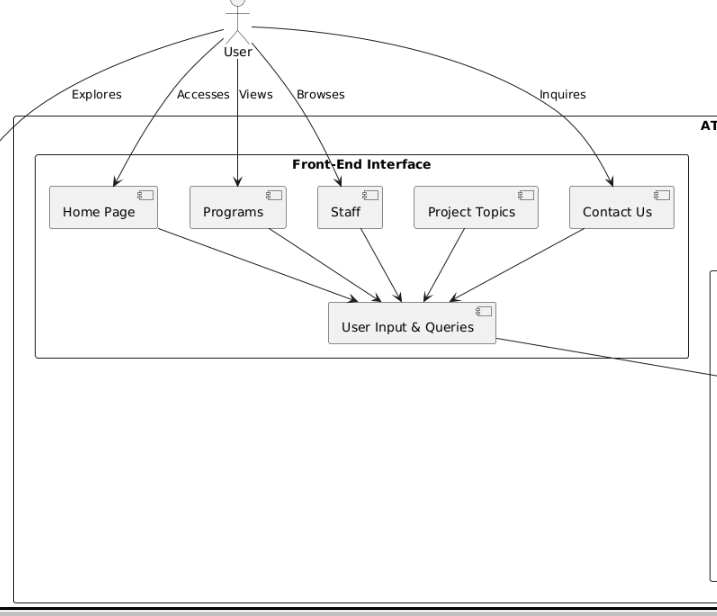 User
Explores
Accesses
Views
Browses
Inquires
AT
Front-End Interface
Home Page
Programs
Staff
Project Topics
Contact Us
User Input & Queries